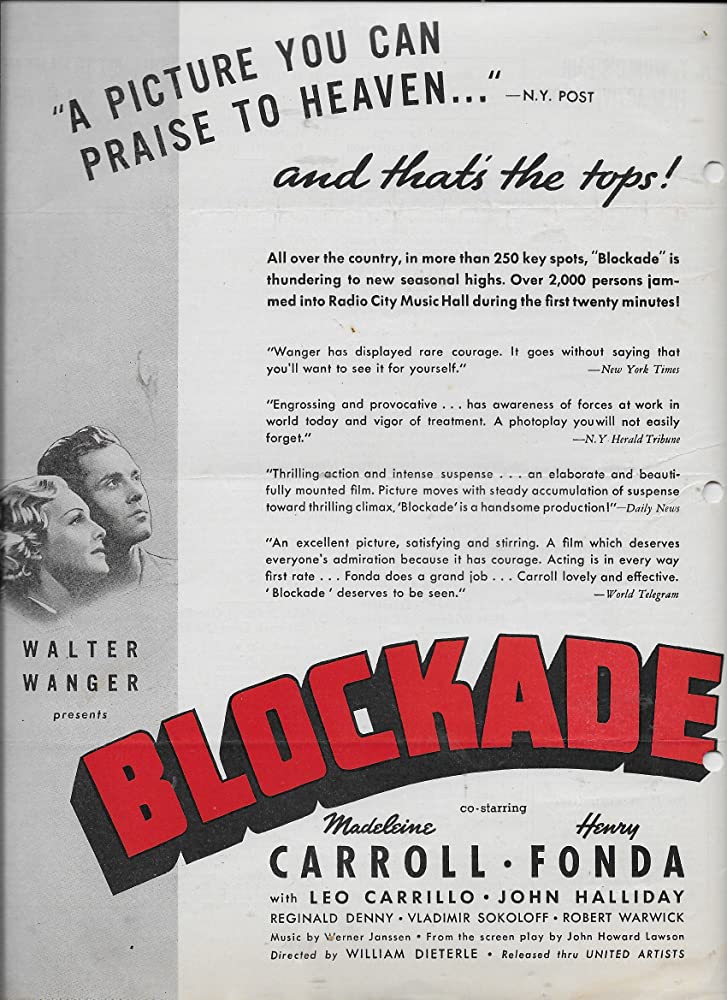 "A PICTURE YOU CAN
PRAISE TO HEAVEN..." —N.Y. POST
and that's the tops!
All over the country, in more than 250 key spots, "Blockade" is
thundering to new seasonal highs. Over 2,000 persons jam-
med into Radio City Music Hall during the first twenty minutes!
"Wanger has displayed rare courage. It goes without saying that
you'll want to see it for yourself." —New York Times
"Engrossing and provocative . . . has awareness of forces at work in
world today and vigor of treatment. A photoplay you will not easily
forget." —N.Y Herald Tribune
"Thrilling action and intense suspense . . . an elaborate and beauti-
fully mounted film. Picture moves with steady accumulation of suspense
toward thrilling climax, 'Blockade' is a handsome production!"—Daily News
"An excellent picture, satisfying and stirring. A film which deserves
everyone's admiration because it has courage. Acting is in every way
first rate . . . Fonda does a grand job . . . Carroll lovely and effective.
'Blockade' deserves to be seen." —World Telegram
WALTER
WANGER
presents
BLOCKADE
co-starring
Madeleine Henry
CARROLL • FONDA
with LEO CARRILLO • JOHN HALLIDAY
REGINALD DENNY • VLADIMIR SOKOLOFF • ROBERT WARWICK
Music by Werner Janssen • From the screen play by John Howard Lawson
Directed by WILLIAM DIETERLE • Released thru UNITED ARTISTS